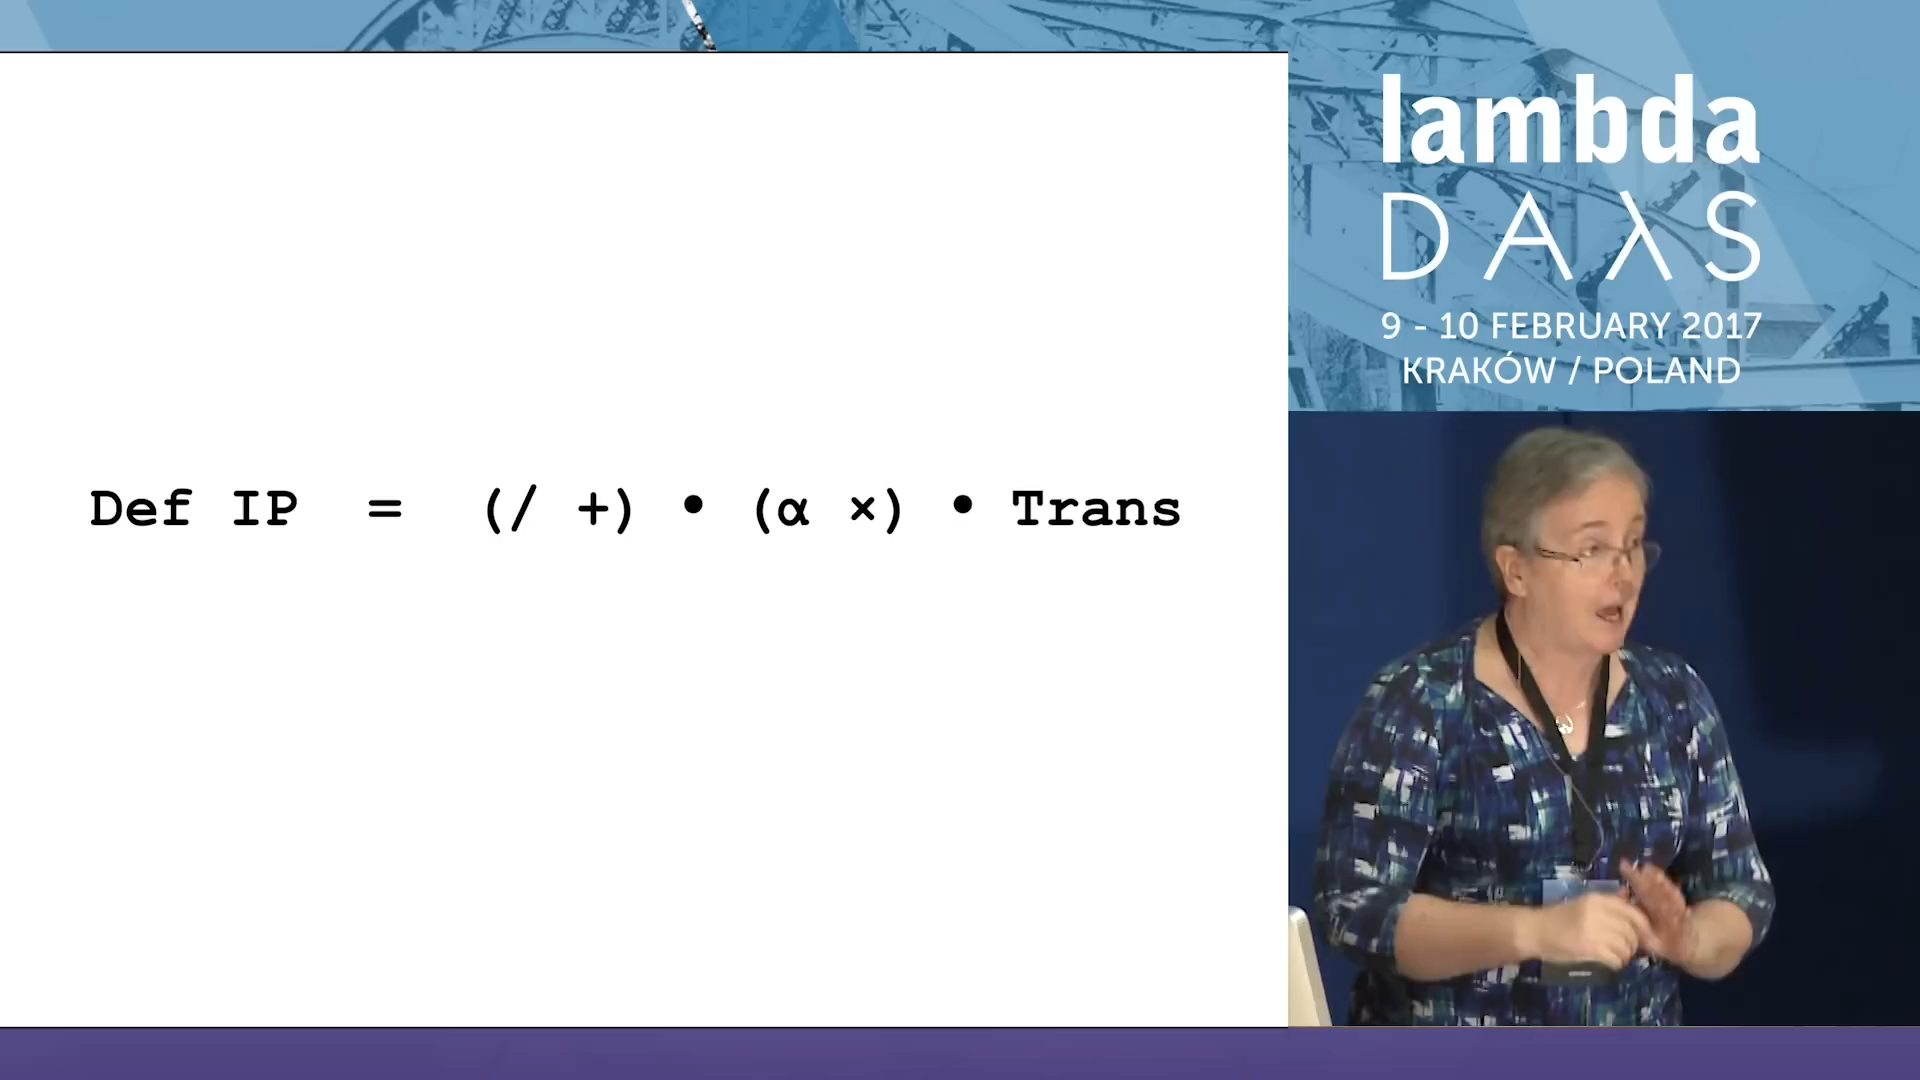 lambda
DAλS
9 - 10 FEBRUARY 2017
KRAKÓW / POLAND
Def IP = (/ +) • (α ×) • Trans